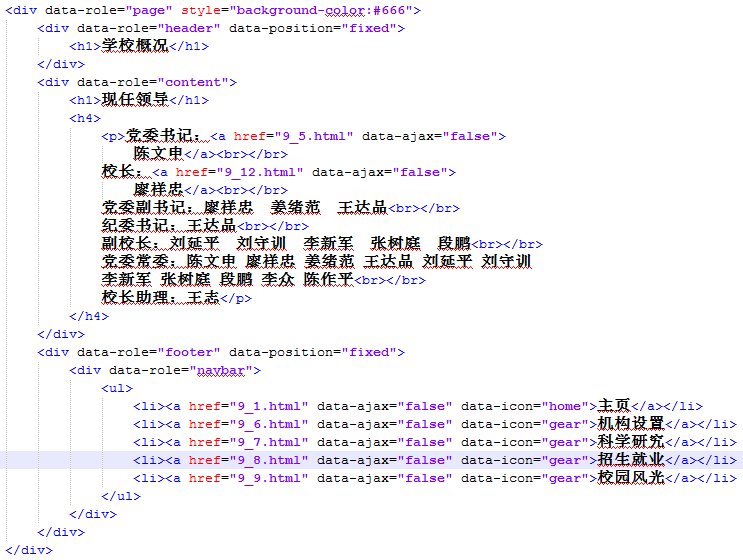 <div data-role="page" style="background-color:#666">
<div data-role="header" data-position="fixed">
<h1>学校概况</h1>
</div>
<div data-role="content">
<h1>现任领导</h1>
<h4>
<p>党委书记：<a href="9_5.html" data-ajax="false">
陈文申</a><br></br>
校长：<a href="9_12.html" data-ajax="false">
廖祥忠</a><br></br>
党委副书记：廖祥忠 姜绪范 王达品<br></br>
纪委书记：王达品<br></br>
副校长：刘延平 刘守训 李新军 张树庭 段鹏<br></br>
党委常委：陈文申 廖祥忠 姜绪范 王达品 刘延平 刘守训
李新军 张树庭 段鹏 李众 陈作平<br></br>
校长助理：王志</p>
</h4>
</div>
<div data-role="footer" data-position="fixed">
<div data-role="navbar">
<ul>
<li><a href="9_1.html" data-ajax="false" data-icon="home">主页</a></li>
<li><a href="9_6.html" data-ajax="false" data-icon="gear">机构设置</a></li>
<li><a href="9_7.html" data-ajax="false" data-icon="gear">科学研究</a></li>
<li><a href="9_8.html" data-ajax="false" data-icon="gear">招生就业</a></li>
<li><a href="9_9.html" data-ajax="false" data-icon="gear">校园风光</a></li>
</ul>
</div>
</div>
</div>